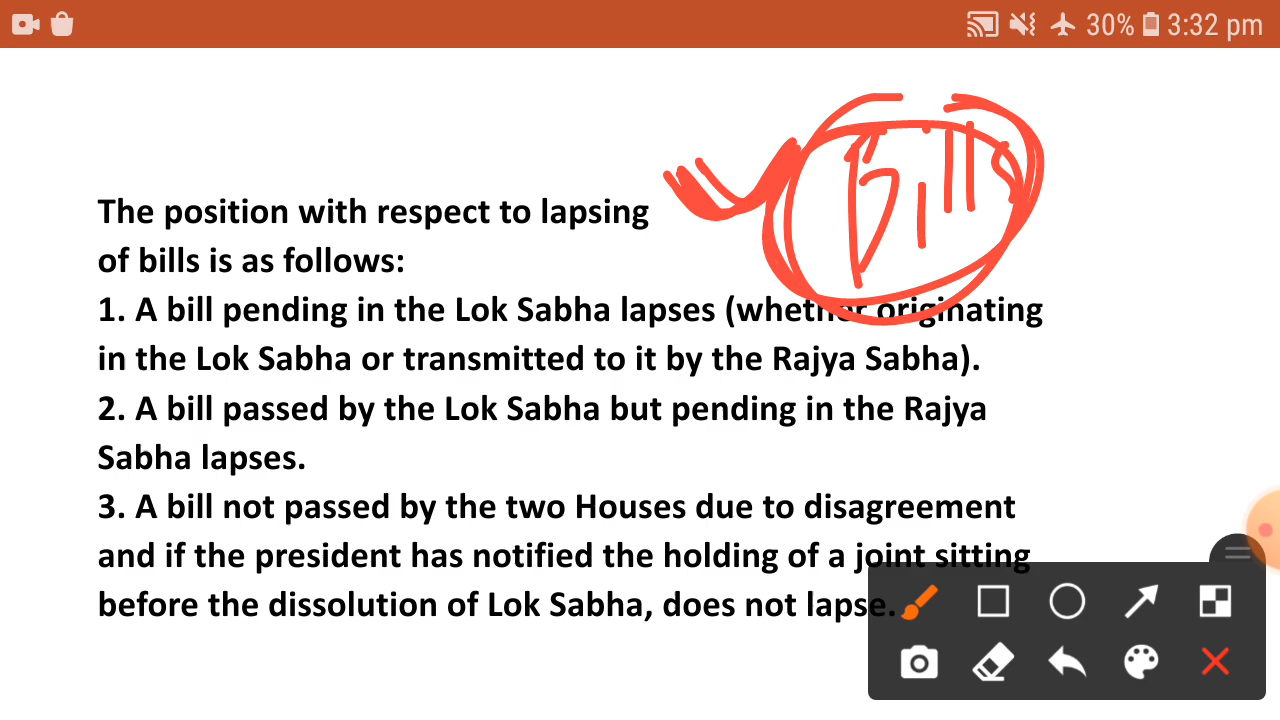 30% 3:32 pm
Bills
The position with respect to lapsing
of bills is as follows:
1. A bill pending in the Lok Sabha lapses (whether originating
in the Lok Sabha or transmitted to it by the Rajya Sabha).
2. A bill passed by the Lok Sabha but pending in the Rajya
Sabha lapses.
3. A bill not passed by the two Houses due to disagreement
and if the president has notified the holding of a joint sitting
before the dissolution of Lok Sabha, does not lapse.